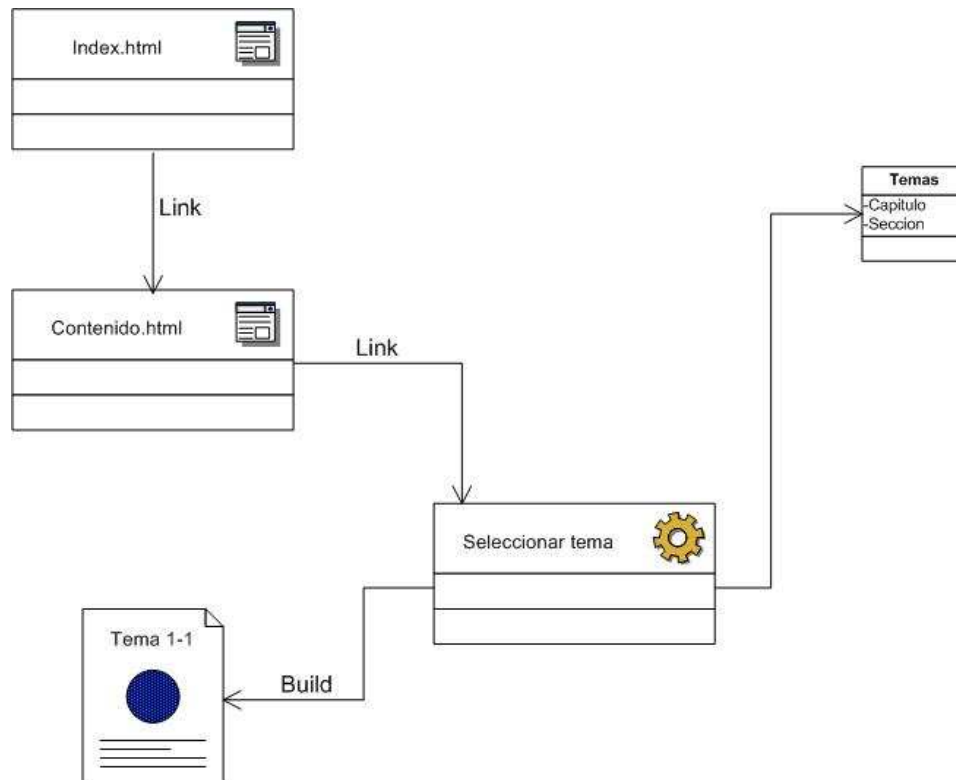 Index.html
Link
Temas
-Capitulo
-Seccion
Contenido.html
Link
Seleccionar tema
Tema 1-1
Build